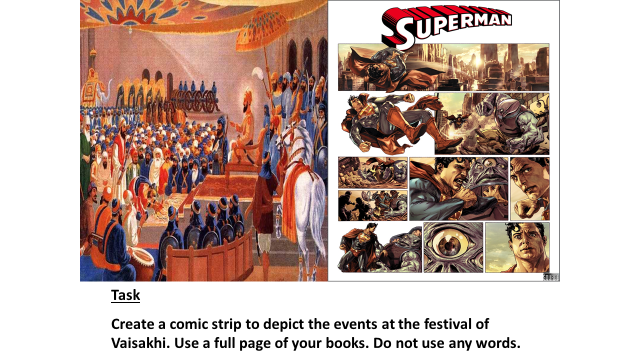 SUPERMAN
Task
Create a comic strip to depict the events at the festival of
Vaisakhi. Use a full page of your books. Do not use any words.